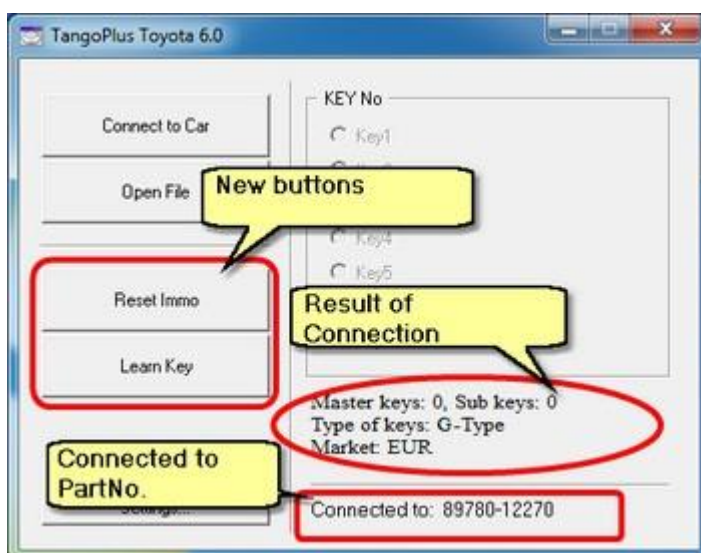 TangoPlus Toyota 6.0
Connect to Car
Open File
New buttons
Reset Immo
Learn Key
KEY No
Key1
Key4
Key5
Result of
Connection
Master keys: 0, Sub keys: 0
Type of keys: G-Type
Market: EUR
Connected to
PartNo.
Connected to: 89780-12270